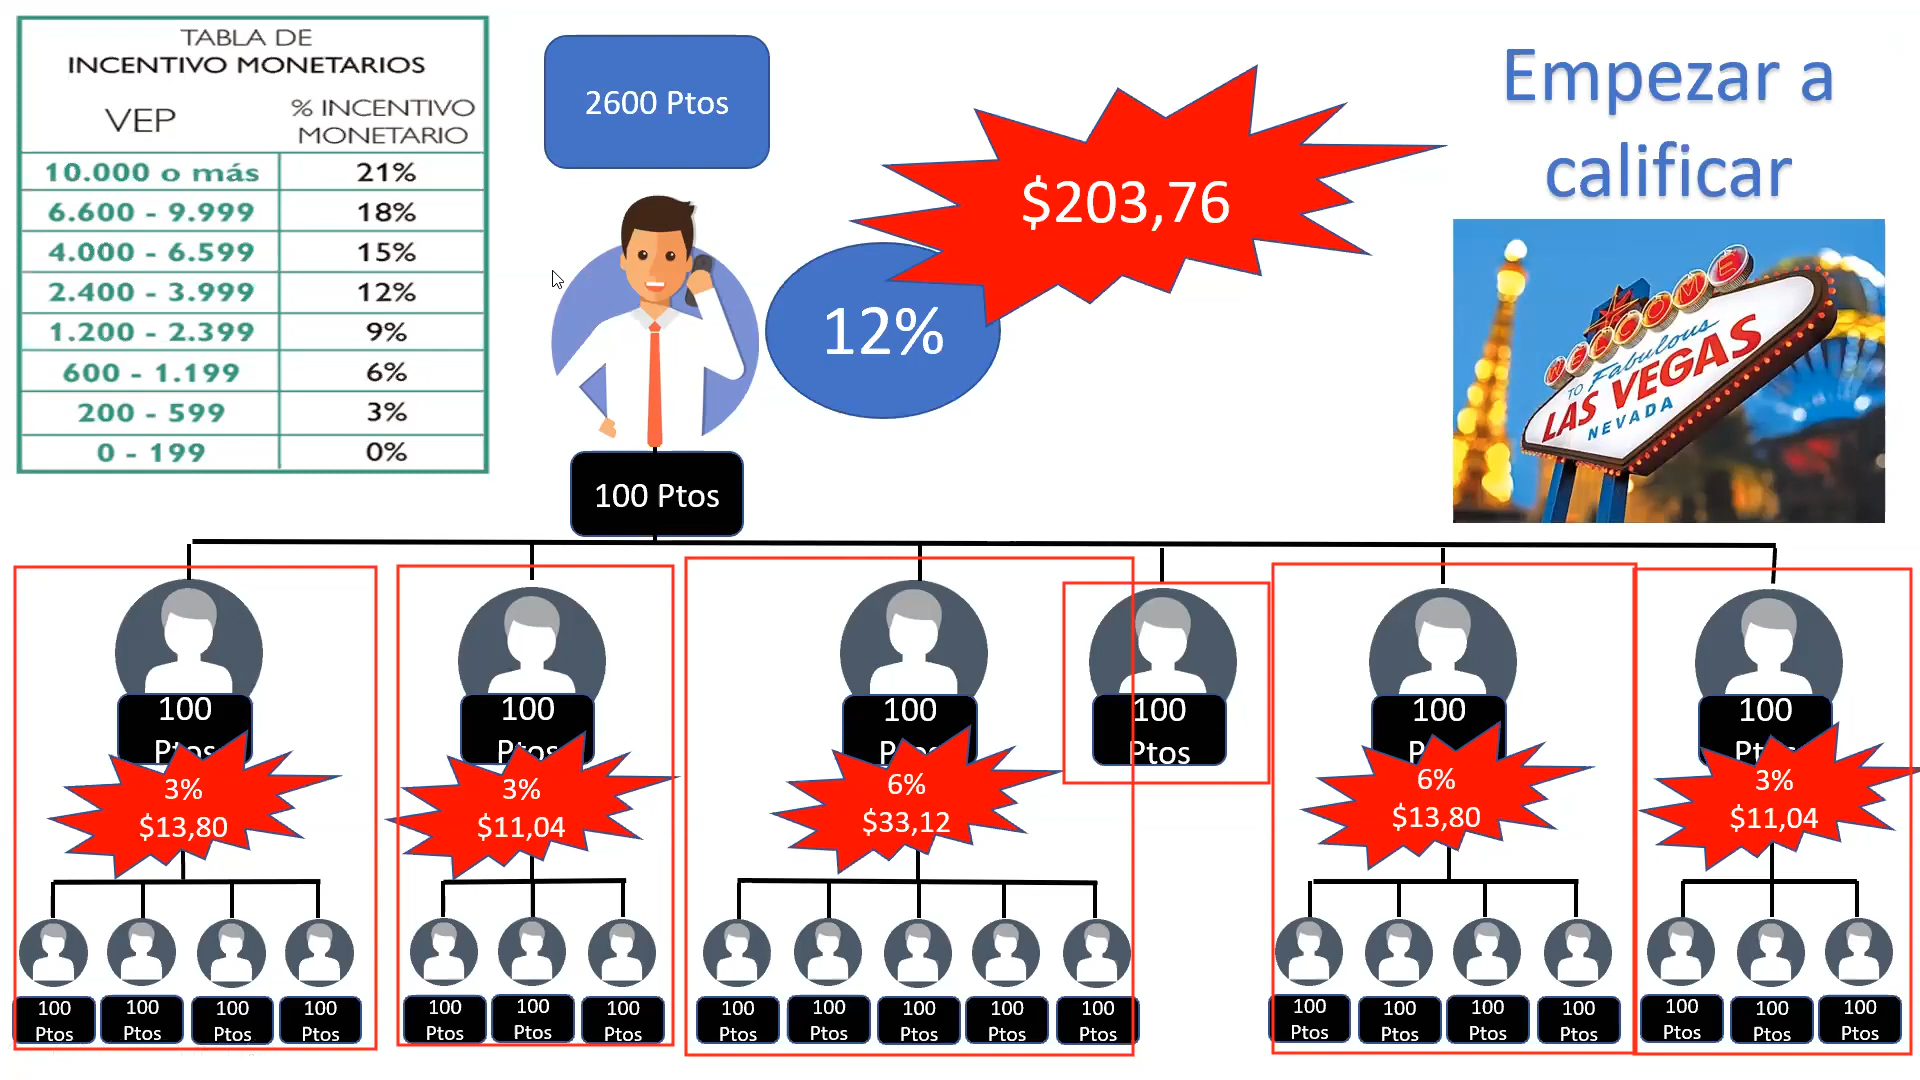 TABLA DE
INCENTIVO MONETARIOS
VEP
% INCENTIVO
MONETARIO
10.000 o más 21%
6.600 - 9.999 18%
4.000 - 6.599 15%
2.400 - 3.999 12%
1.200 - 2.399 9%
600 - 1.199 6%
200 - 599 3%
0 - 199 0%
2600 Ptos
$203,76
12%
Empezar a
calificar
WELCOME
TO Fabulous
LAS VEGAS
NEVADA
100 Ptos
100
Ptos
3%
$13,80
100
Ptos
3%
$11,04
100
Ptos
6%
$33,12
100
Ptos
100
Ptos
6%
$13,80
100
Ptos
3%
$11,04
100
Ptos
100
Ptos
100
Ptos
100
Ptos
100
Ptos
100
Ptos
100
Ptos
100
Ptos
100
Ptos
100
Ptos
100
Ptos
100
Ptos
100
Ptos
100
Ptos
100
Ptos
100
Ptos
100
Ptos
100
Ptos
100
Ptos